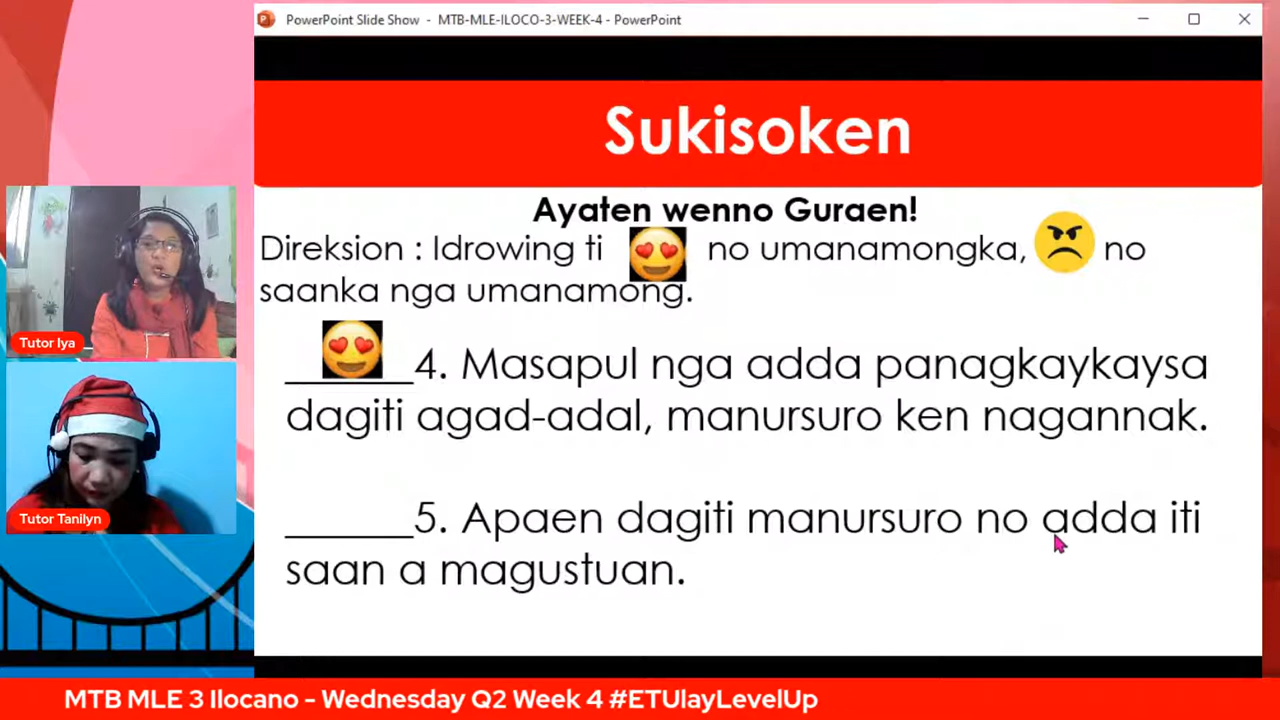 PowerPoint Slide Show - MTB-MLE-ILOCO-3-WEEK-4 - PowerPoint
Sukisoken
Ayaten wenno Guraen!
Direksion : Idrowing ti no umanamongka, no
saanka nga umanamong.
______4. Masapul nga adda panagkaykaysa
dagiti agad-adal, manursuro ken nagannak.
______5. Apaen dagiti manursuro no adda iti
saan a magustuan.
Tutor Iya
Tutor Tanilyn
MTB MLE 3 Ilocano - Wednesday Q2 Week 4 #ETUlayLevelUp